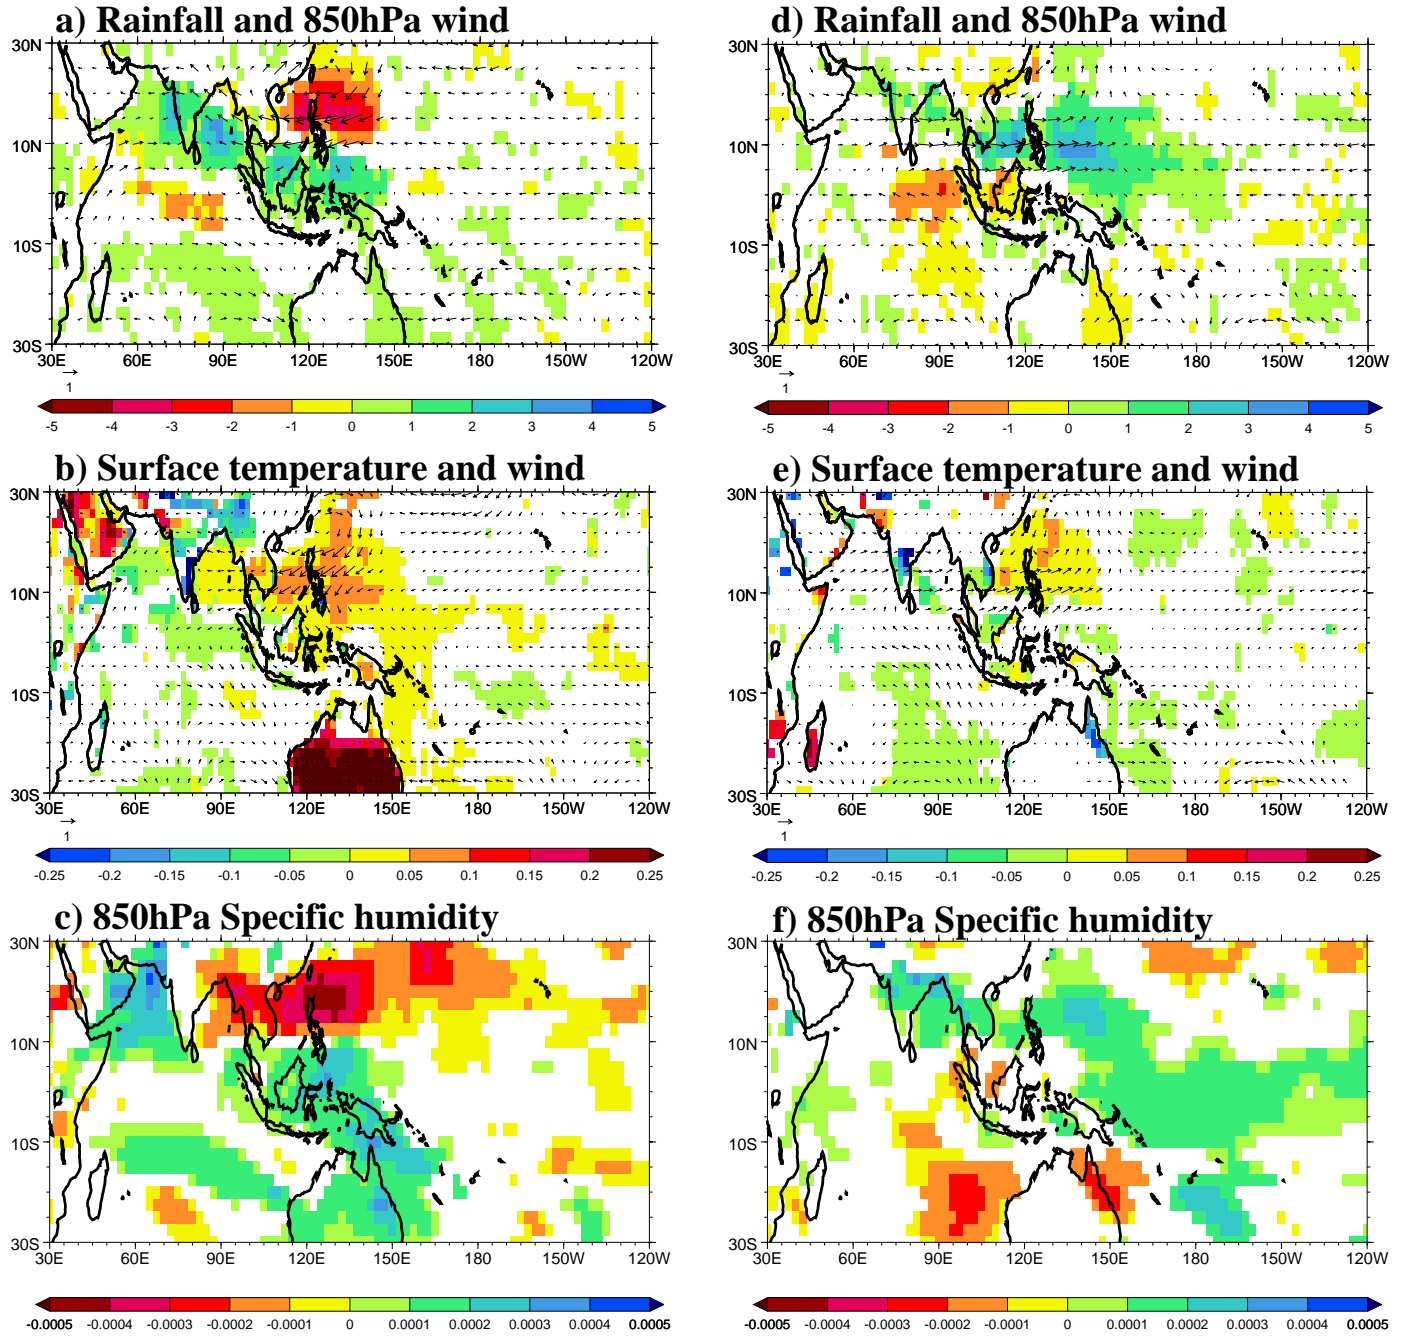 a) Rainfall and 850hPa wind
30N
10N
10S
30S
30E 60E 90E 120E 150E 180 150W 120W
1
-5 -4 -3 -2 -1 0 1 2 3 4 5
b) Surface temperature and wind
30N
10N
10S
30S
30E 60E 90E 120E 150E 180 150W 120W
1
-0.25 -0.2 -0.15 -0.1 -0.05 0 0.05 0.1 0.15 0.2 0.25
c) 850hPa Specific humidity
30N
10N
10S
30S
30E 60E 90E 120E 150E 180 150W 120W
-0.0005 -0.0004 -0.0003 -0.0002 -0.0001 0 0.0001 0.0002 0.0003 0.0004 0.0005
d) Rainfall and 850hPa wind
30N
10N
10S
30S
30E 60E 90E 120E 150E 180 150W 120W
1
-5 -4 -3 -2 -1 0 1 2 3 4 5
e) Surface temperature and wind
30N
10N
10S
30S
30E 60E 90E 120E 150E 180 150W 120W
1
-0.25 -0.2 -0.15 -0.1 -0.05 0 0.05 0.1 0.15 0.2 0.25
f) 850hPa Specific humidity
30N
10N
10S
30S
30E 60E 90E 120E 150E 180 150W 120W
-0.0005 -0.0004 -0.0003 -0.0002 -0.0001 0 0.0001 0.0002 0.0003 0.0004 0.0005